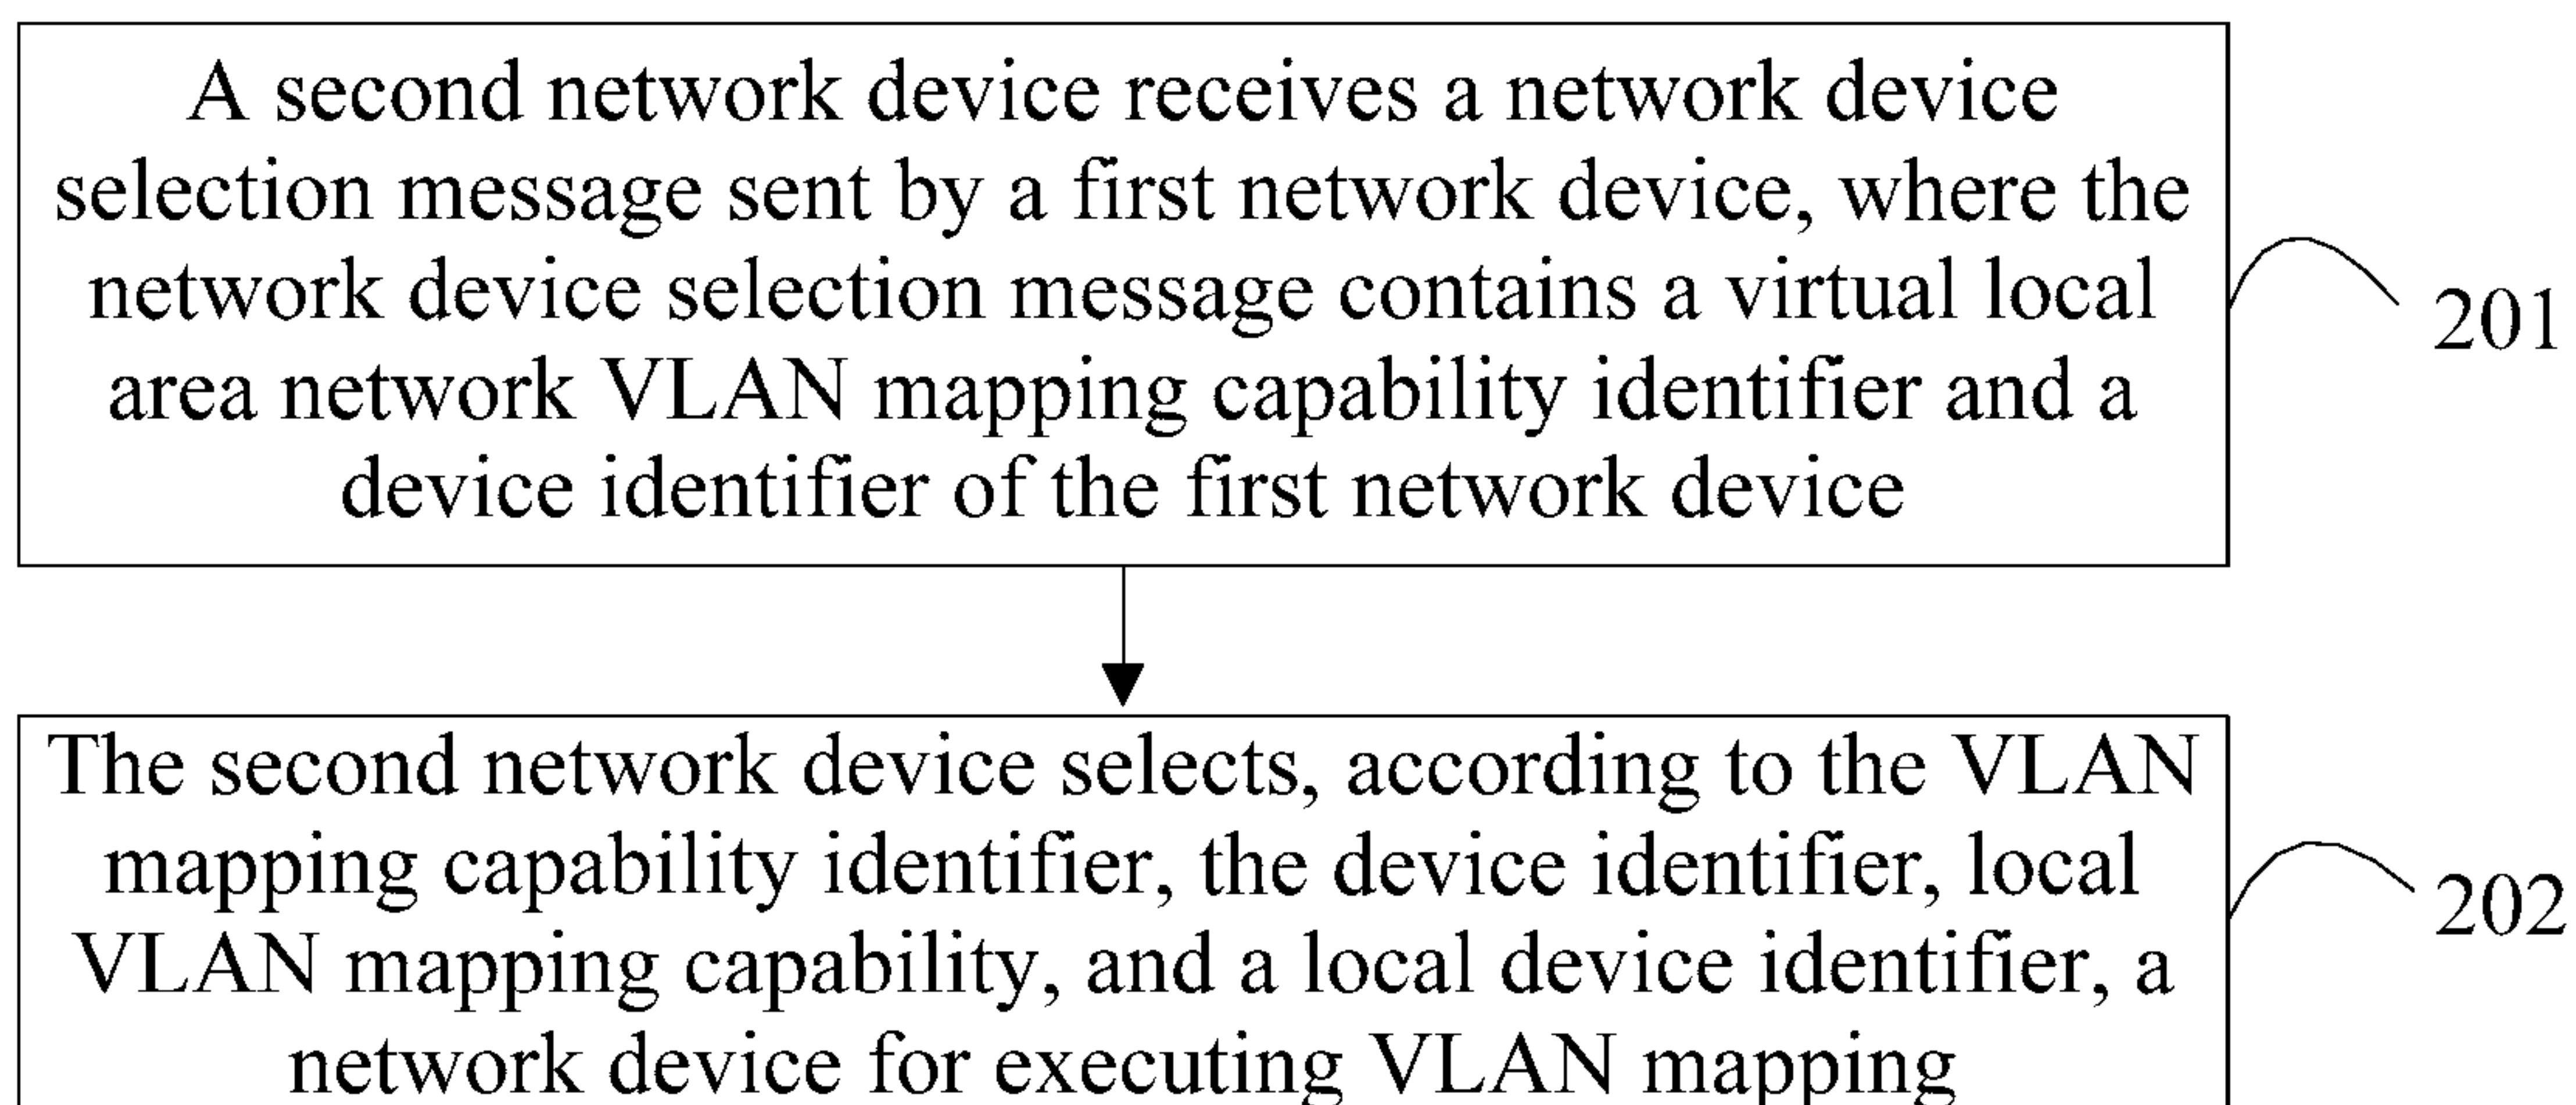 A second network device receives a network device
selection message sent by a first network device, where the
network device selection message contains a virtual local
area network VLAN mapping capability identifier and a
device identifier of the first network device
201
The second network device selects, according to the VLAN
mapping capability identifier, the device identifier, local
VLAN mapping capability, and a local device identifier, a
network device for executing VLAN mapping
202